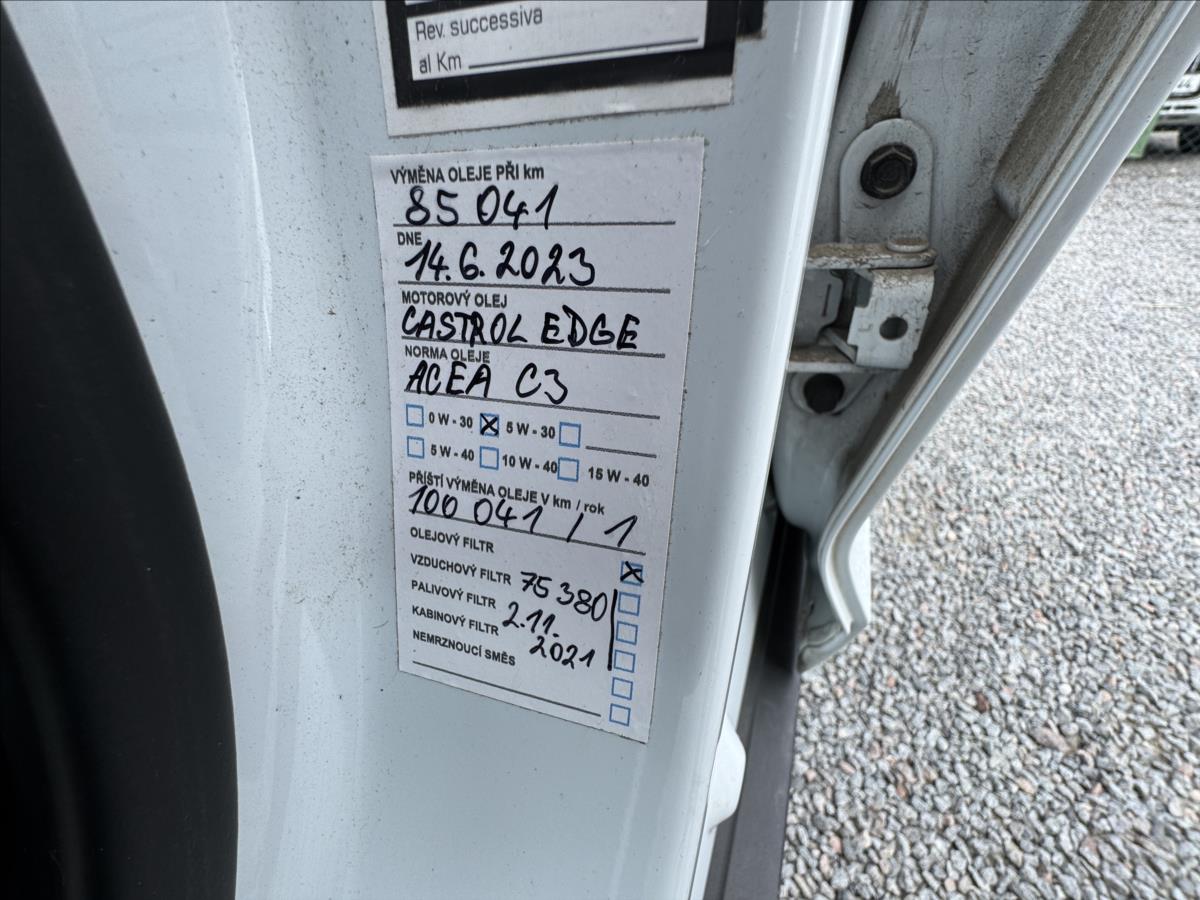 Rev. successiva
al Km
VÝMĚNA OLEJE PŘI km
85 041
DNE
14.6.2023
MOTOROVÝ OLEJ
CASTROL EDGE
NORMA OLEJE
ACEA C3
0 W - 30 5 W - 30
5 W - 40 10 W - 40 15 W - 40
PŘÍŠTÍ VÝMĚNA OLEJE V km / rok
100 041 / 1
OLEJOVÝ FILTR
VZDUCHOVÝ FILTR 75 380
PALIVOVÝ FILTR 2.11.
KABINOVÝ FILTR 2021
NEMRZNOUCÍ SMĚS